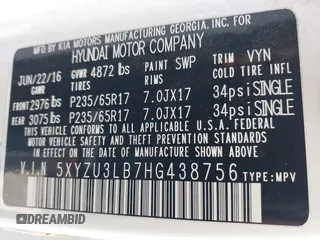 MFD BY KIA MOTORS MANUFACTURING GEORGIA, INC. FOR
HYUNDAI MOTOR COMPANY
JUN/22/16 GVWR 4872 lbs PAINT SWP TRIM VYN
GAWR TIRES RIMS COLD TIRE INFL
FRONT 2976 lbs P235/65R17 7.0JX17 34psi SINGLE
REAR 3075 lbs P235/65R17 7.0JX17 34psi SINGLE
THIS VEHICLE CONFORMS TO ALL APPLICABLE U.S.A. FEDERAL
MOTOR VEHICLE SAFETY AND THEFT PREVENTION STANDARDS
IN EFFECT ON THE DATE OF MANUFACTURE SHOWN ABOVE.
V.I.N 5XYZU3LB7HG438756 TYPE: MPV
DREAMBID